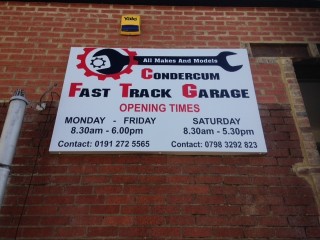 Yale
All Makes And Models
CONDERCUM
FAST TRACK GARAGE
OPENING TIMES
MONDAY - FRIDAY SATURDAY
8.30am - 6.00pm 8.30am - 5.30pm
Contact: 0191 272 5565 Contact: 0798 3292 823